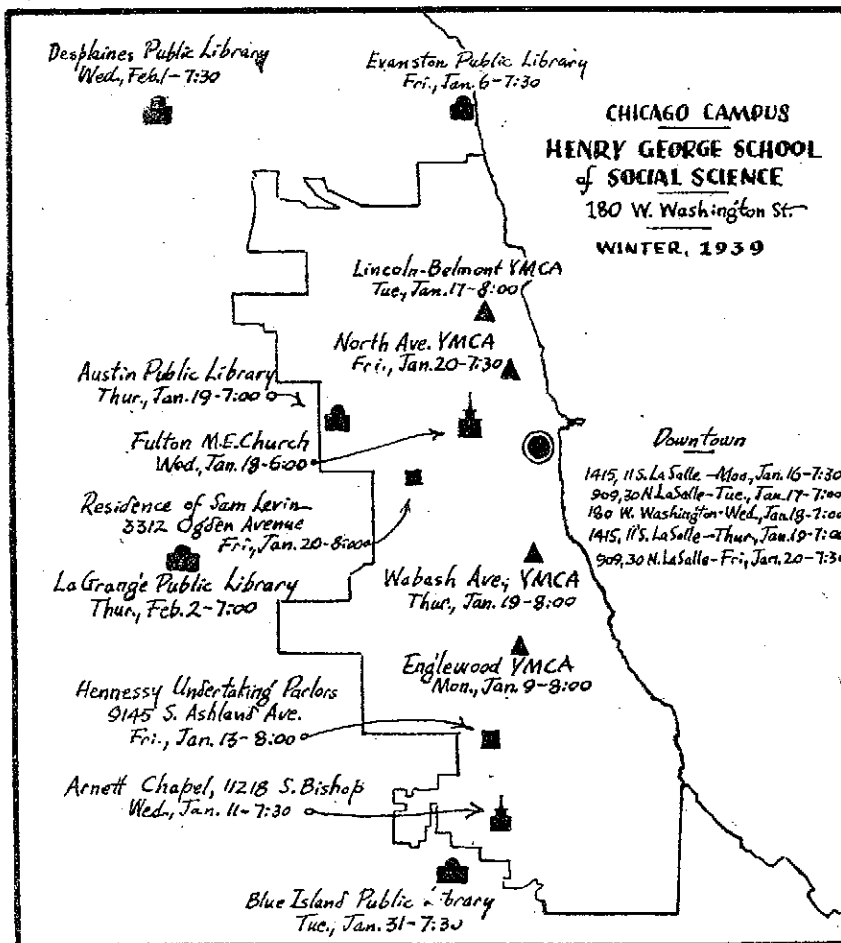 Desplaines Public Library
Wed., Feb. 1-7:30
Evanston Public Library
Fri., Jan. 6-7:30
CHICAGO CAMPUS
HENRY GEORGE SCHOOL
of SOCIAL SCIENCE
180 W. Washington St.
WINTER, 1939
Lincoln-Belmont YMCA
Tue., Jan. 17-8:00
North Ave. YMCA
Fri., Jan. 20-7:30
Austin Public Library
Thur., Jan. 19-7:00
Fulton M.E. Church
Wed., Jan. 18-6:00
Residence of Sam Levin
3312 Ogden Avenue
Fri., Jan. 20-8:00
Downtown
1415, 11 S. La Salle - Mon., Jan. 16-7:30
909, 30 N. LaSalle - Tue., Jan. 17-7:00
180 W. Washington - Wed., Jan. 18-7:00
1415, 11 S. LaSalle - Thur., Jan. 19-7:00
909, 30 N. LaSalle - Fri., Jan. 20-7:30
La Grange Public Library
Thur., Feb. 2-7:00
Wabash Ave., YMCA
Thur., Jan. 19-8:00
Englewood YMCA
Mon., Jan. 9-8:00
Hennessy Undertaking Parlors
9145 S. Ashland Ave.
Fri., Jan. 13-8:00
Arnett Chapel, 11218 S. Bishop
Wed., Jan. 11-7:30
Blue Island Public Library
Tue., Jan. 31-7:30